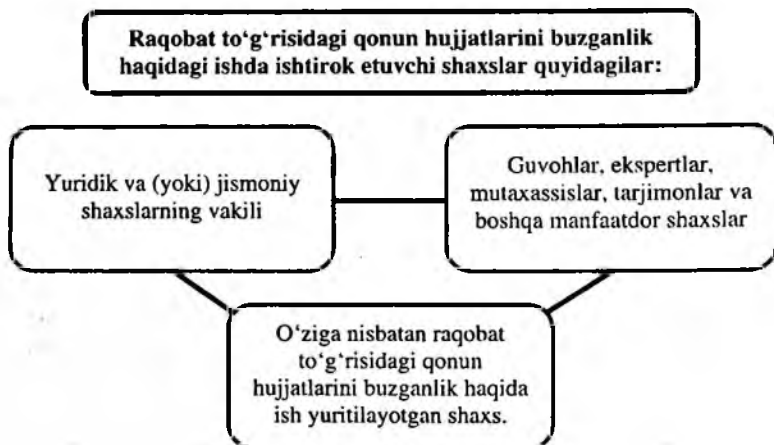 Raqobat to‘g‘risidagi qonun hujjatlarini buzganlik
haqidagi ishda ishtirok etuvchi shaxslar quyidagilar:
Yuridik va (yoki) jismoniy
shaxslarning vakili
Guvohlar, ekspertlar,
mutaxassislar, tarjimonlar va
boshqa manfaatdor shaxslar
O‘ziga nisbatan raqobat
to‘g‘risidagi qonun
hujjatlarini buzganlik haqida
ish yuritilayotgan shaxs.